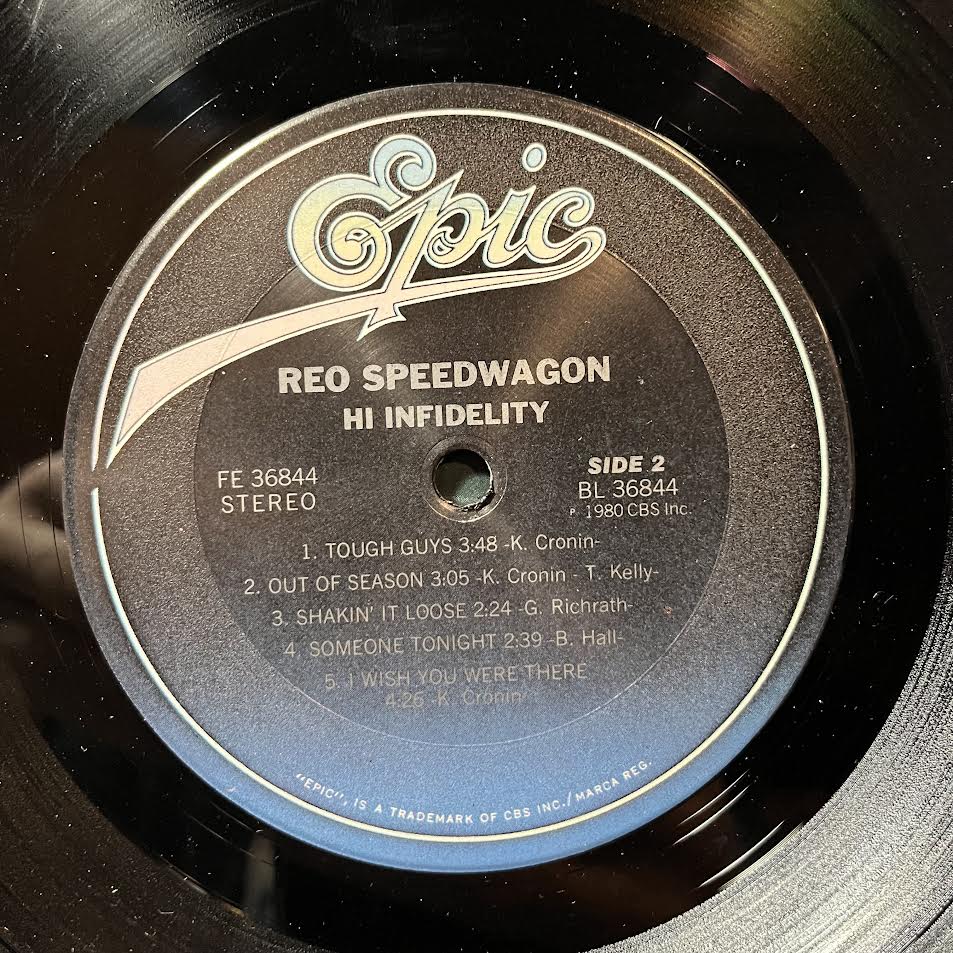 Epic
REO SPEEDWAGON
HI INFIDELITY
FE 36844
STEREO
SIDE 2
BL 36844
℗ 1980 CBS Inc.
1. TOUGH GUYS 3:48 -K. Cronin-
2. OUT OF SEASON 3:05 -K. Cronin - T. Kelly-
3. SHAKIN' IT LOOSE 2:24 -G. Richrath-
4. SOMEONE TONIGHT 2:39 -B. Hall-
5. I WISH YOU WERE THERE
4:26 -K. Cronin-
“EPIC”, IS A TRADEMARK OF CBS INC./MARCA REG.